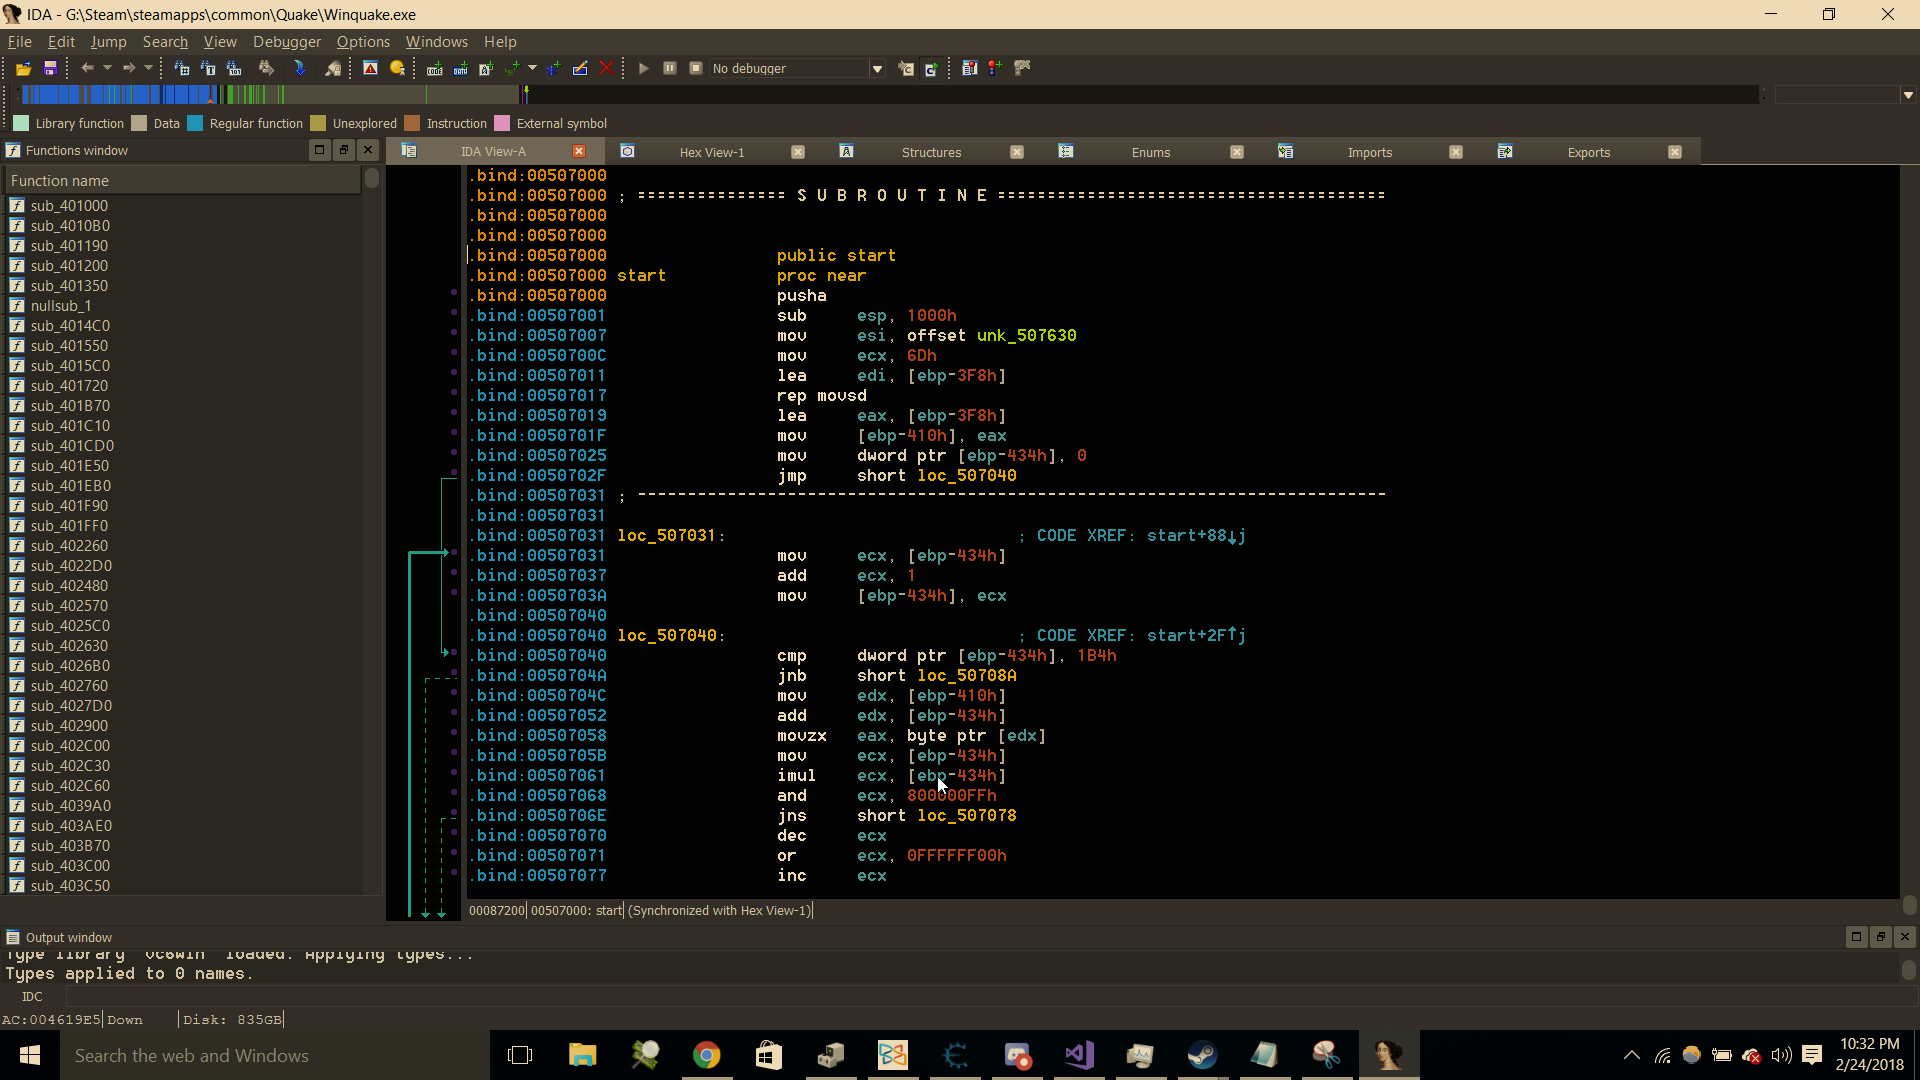 IDA - G:\Steam\steamapps\common\Quake\Winquake.exe
File Edit Jump Search View Debugger Options Windows Help
No debugger
Library function Data Regular function Unexplored Instruction External symbol
Functions window
IDA View-A Hex View-1 Structures Enums Imports Exports
Function name
sub_401000
sub_4010B0
sub_401190
sub_401200
sub_401350
nullsub_1
sub_4014C0
sub_401550
sub_4015C0
sub_401720
sub_401B70
sub_401C10
sub_401CD0
sub_401E50
sub_401EB0
sub_401F90
sub_401FF0
sub_402260
sub_4022D0
sub_402480
sub_402570
sub_4025C0
sub_402630
sub_4026B0
sub_402760
sub_4027D0
sub_402900
sub_402C00
sub_402C30
sub_402C60
sub_4039A0
sub_403AE0
sub_403B70
sub_403C00
sub_403C50
.bind:00507000
.bind:00507000 ; --------------- S U B R O U T I N E ---------------------------------------
.bind:00507000
.bind:00507000
.bind:00507000 public start
.bind:00507000 start proc near
.bind:00507000 pusha
.bind:00507001 sub esp, 1000h
.bind:00507007 mov esi, offset unk_507630
.bind:0050700C mov ecx, 6Dh
.bind:00507011 lea edi, [ebp-3F8h]
.bind:00507017 rep movsd
.bind:00507019 lea eax, [ebp-3F8h]
.bind:0050701F mov [ebp-410h], eax
.bind:00507025 mov dword ptr [ebp-434h], 0
.bind:0050702F jmp short loc_507040
.bind:00507031 ; ---------------------------------------------------------------------------
.bind:00507031
.bind:00507031 loc_507031: ; CODE XREF: start+88↓j
.bind:00507031 mov ecx, [ebp-434h]
.bind:00507037 add ecx, 1
.bind:0050703A mov [ebp-434h], ecx
.bind:00507040
.bind:00507040 loc_507040: ; CODE XREF: start+2F↑j
.bind:00507040 cmp dword ptr [ebp-434h], 1B4h
.bind:0050704A jnb short loc_50708A
.bind:0050704C mov edx, [ebp-410h]
.bind:00507052 add edx, [ebp-434h]
.bind:00507058 movzx eax, byte ptr [edx]
.bind:0050705B mov ecx, [ebp-434h]
.bind:00507061 imul ecx, [ebp-434h]
.bind:00507068 and ecx, 800000FFh
.bind:0050706E jns short loc_507078
.bind:00507070 dec ecx
.bind:00507071 or ecx, 0FFFFFF00h
.bind:00507077 inc ecx
00087200 00507000: start (Synchronized with Hex View-1)
Output window
Type library 'vc6win' loaded. Applying types...
Types applied to 0 names.
IDC
AC:004619E5 Down Disk: 835GB
Search the web and Windows
10:32 PM
2/24/2018